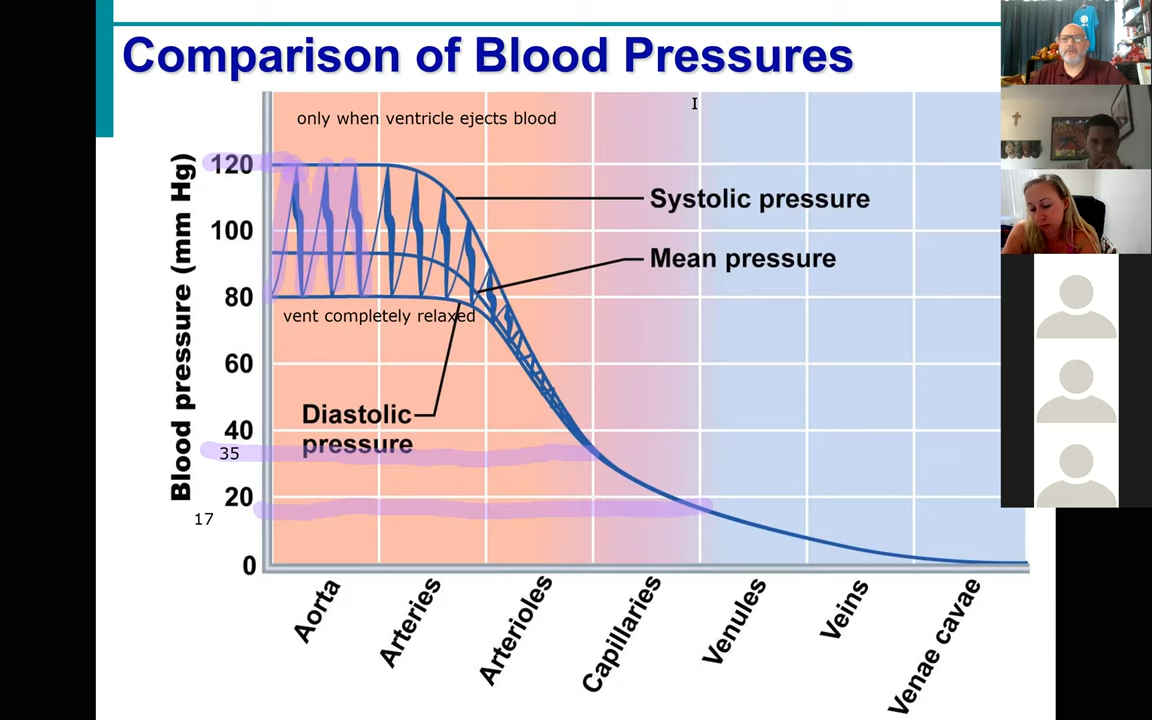 Comparison of Blood Pressures
only when ventricle ejects blood
Blood pressure (mm Hg)
120
100
80
60
40
35
20
17
0
Systolic pressure
Mean pressure
vent completely relaxed
Diastolic
pressure
Aorta
Arteries
Arterioles
Capillaries
Venules
Veins
Venae cavae